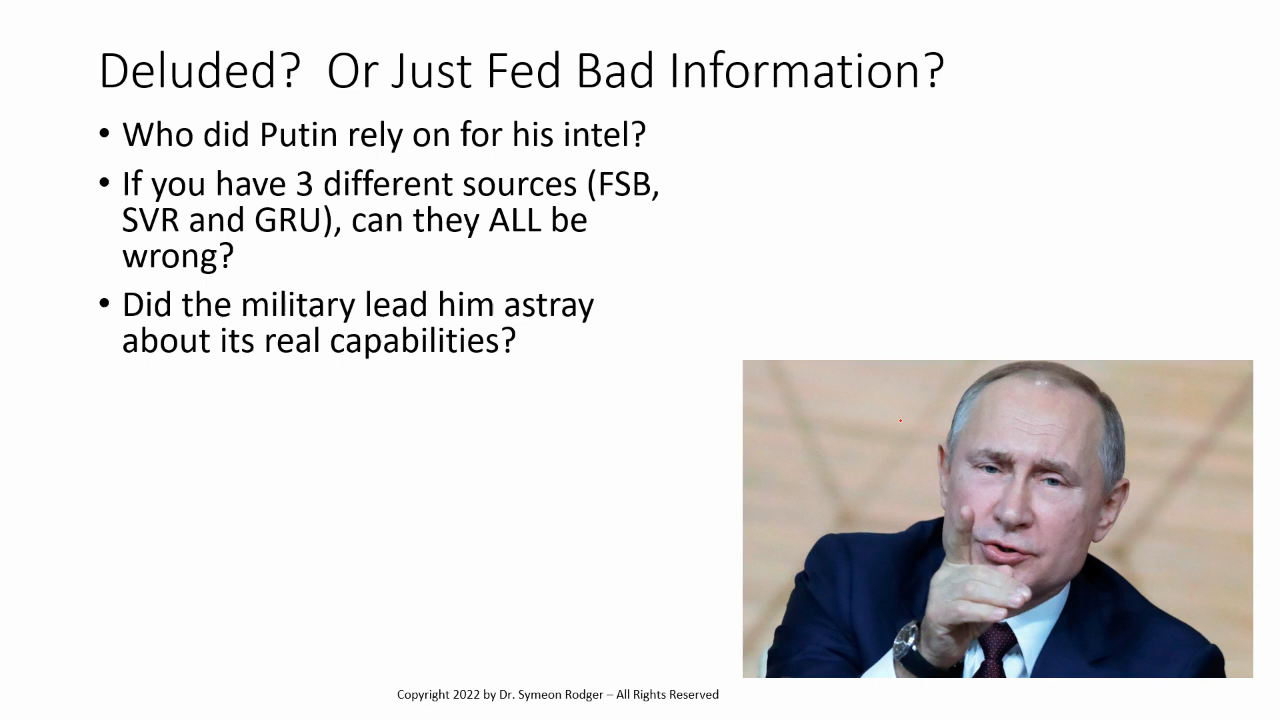 Deluded?  Or Just Fed Bad Information?
• Who did Putin rely on for his intel?
• If you have 3 different sources (FSB,
SVR and GRU), can they ALL be
wrong?
• Did the military lead him astray
about its real capabilities?
Copyright 2022 by Dr. Symeon Rodger – All Rights Reserved